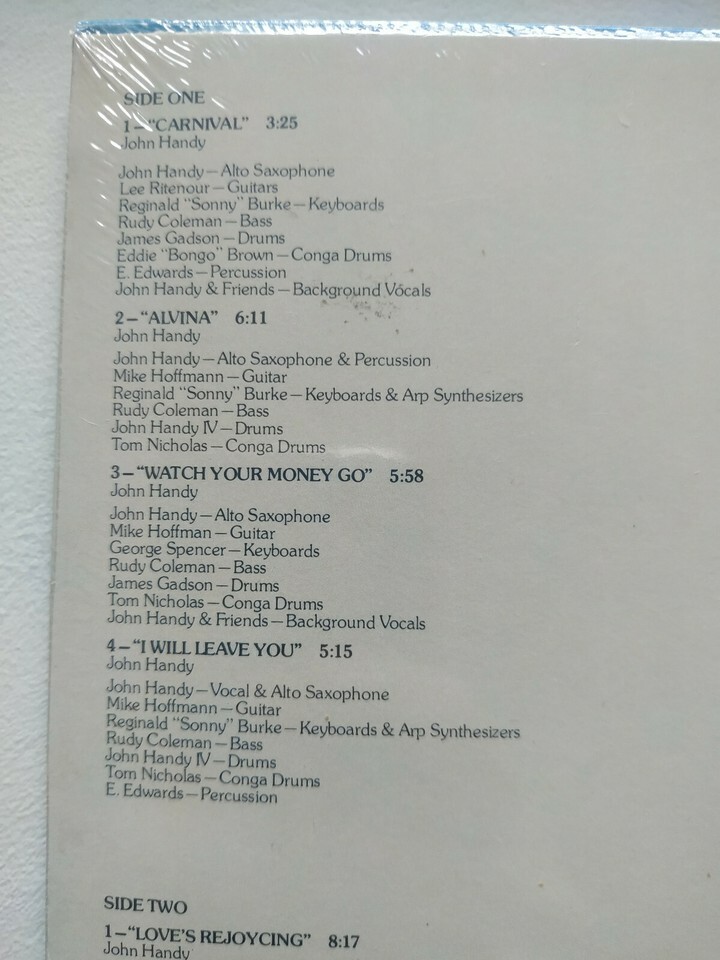 SIDE ONE
1—"CARNIVAL" 3:25
John Handy
John Handy—Alto Saxophone
Lee Ritenour—Guitars
Reginald "Sonny" Burke—Keyboards
Rudy Coleman—Bass
James Gadson—Drums
Eddie "Bongo" Brown—Conga Drums
E. Edwards—Percussion
John Handy & Friends—Background Vocals
2—"ALVINA" 6:11
John Handy
John Handy—Alto Saxophone & Percussion
Mike Hoffmann—Guitar
Reginald "Sonny" Burke—Keyboards & Arp Synthesizers
Rudy Coleman—Bass
John Handy IV—Drums
Tom Nicholas—Conga Drums
3—"WATCH YOUR MONEY GO" 5:58
John Handy
John Handy—Alto Saxophone
Mike Hoffman—Guitar
George Spencer—Keyboards
Rudy Coleman—Bass
James Gadson—Drums
Tom Nicholas—Conga Drums
John Handy & Friends—Background Vocals
4—"I WILL LEAVE YOU" 5:15
John Handy
John Handy—Vocal & Alto Saxophone
Mike Hoffmann—Guitar
Reginald "Sonny" Burke—Keyboards & Arp Synthesizers
Rudy Coleman—Bass
John Handy IV—Drums
Tom Nicholas—Conga Drums
E. Edwards—Percussion
SIDE TWO
1—"LOVE'S REJOYCING" 8:17
John Handy